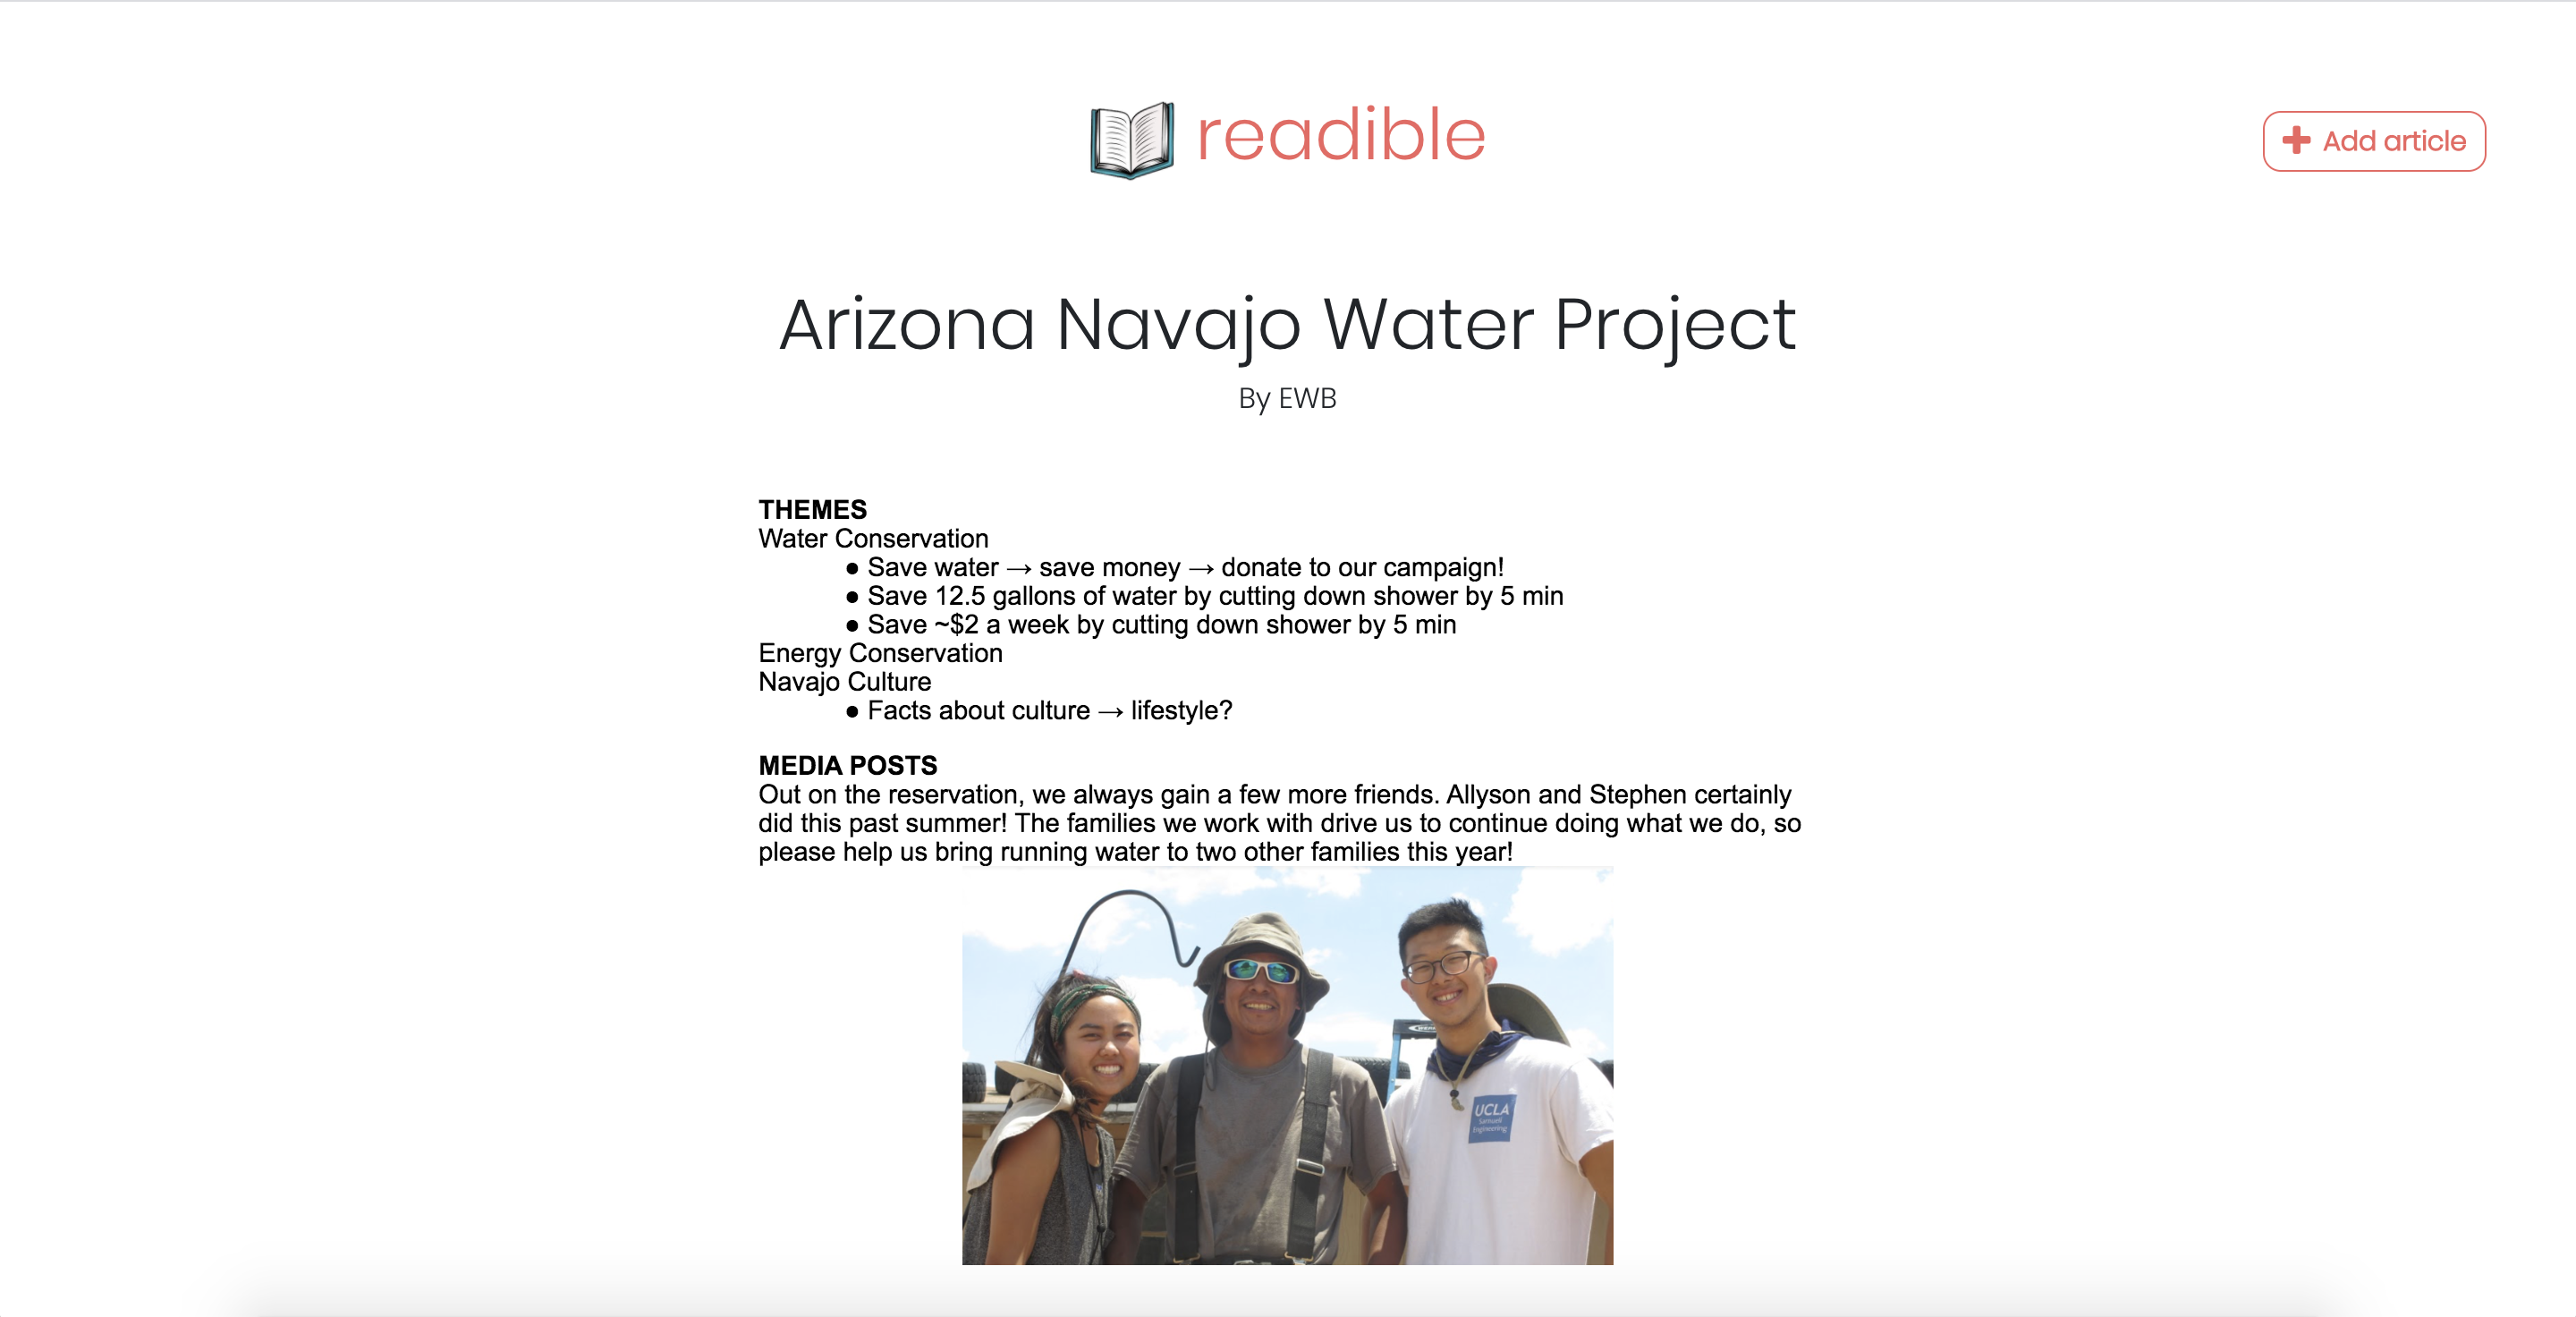 readible
Add article
Arizona Navajo Water Project
By EWB
THEMES
Water Conservation
● Save water → save money → donate to our campaign!
● Save 12.5 gallons of water by cutting down shower by 5 min
● Save ~$2 a week by cutting down shower by 5 min
Energy Conservation
Navajo Culture
● Facts about culture → lifestyle?
MEDIA POSTS
Out on the reservation, we always gain a few more friends. Allyson and Stephen certainly
did this past summer! The families we work with drive us to continue doing what we do, so
please help us bring running water to two other families this year!
UCLA
Samueli
Engineering